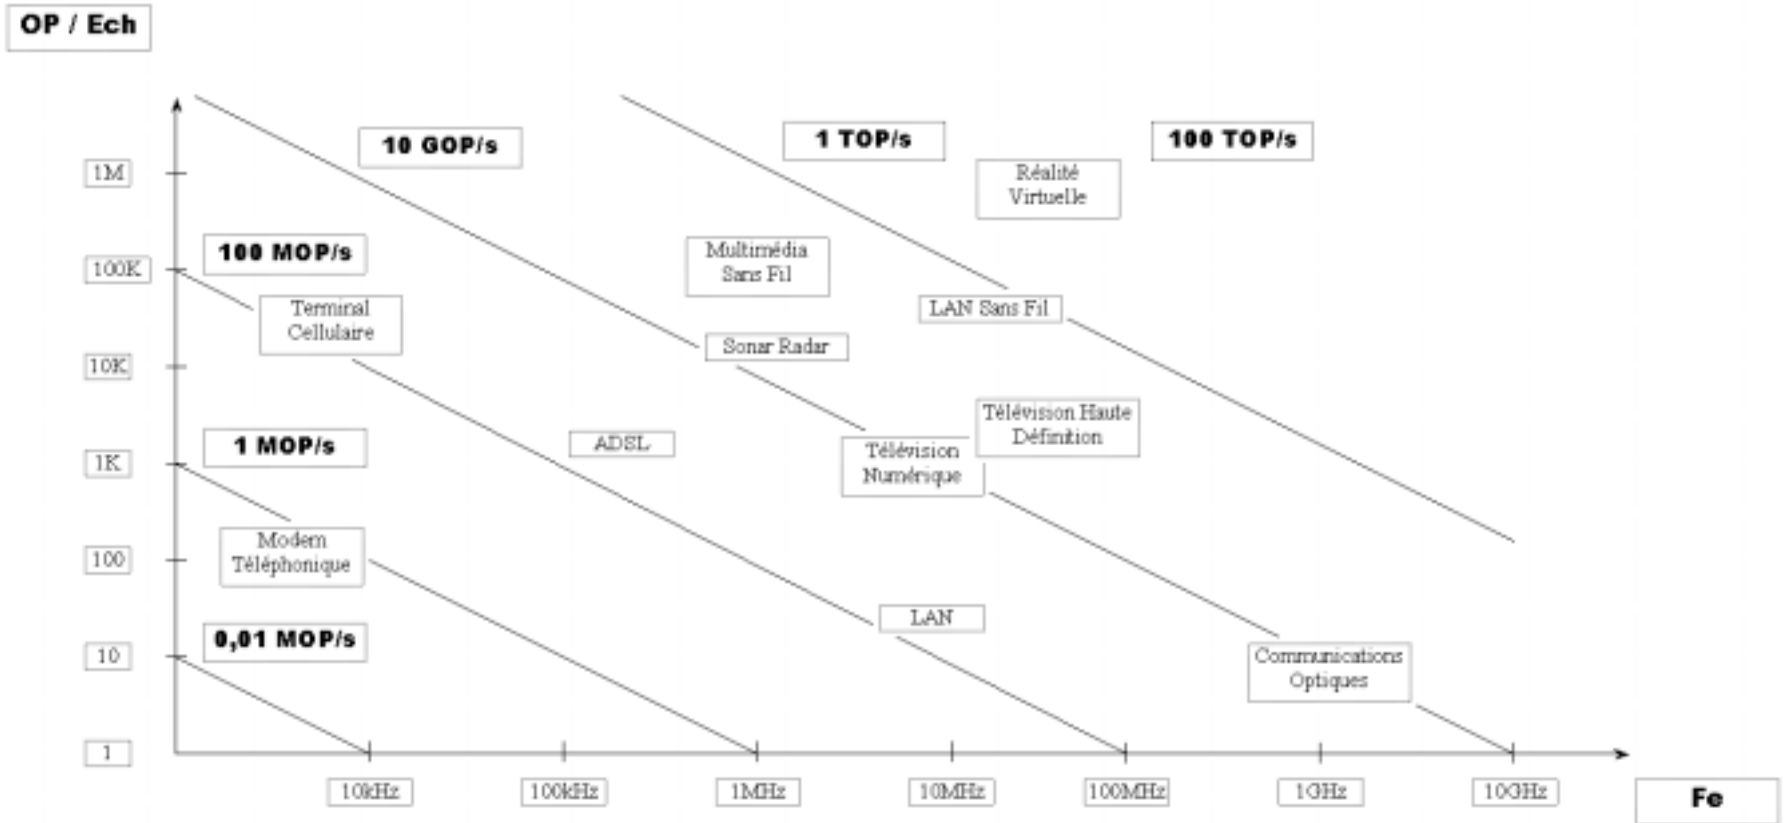 OP / Ech
10 GOP/s
1 TOP/s
100 TOP/s
1M
Réalité
Virtuelle
100 MOP/s
Multimédia
Sans Fil
100K
Terminal
Cellulaire
LAN Sans Fil
Sonar Radar
10K
Télévision Haute
Définition
1 MOP/s
ADSL
Télévision
Numérique
1K
Modem
Téléphonique
100
LAN
0,01 MOP/s
10
Communications
Optiques
1
10kHz
100kHz
1MHz
10MHz
100MHz
1GHz
10GHz
Fe